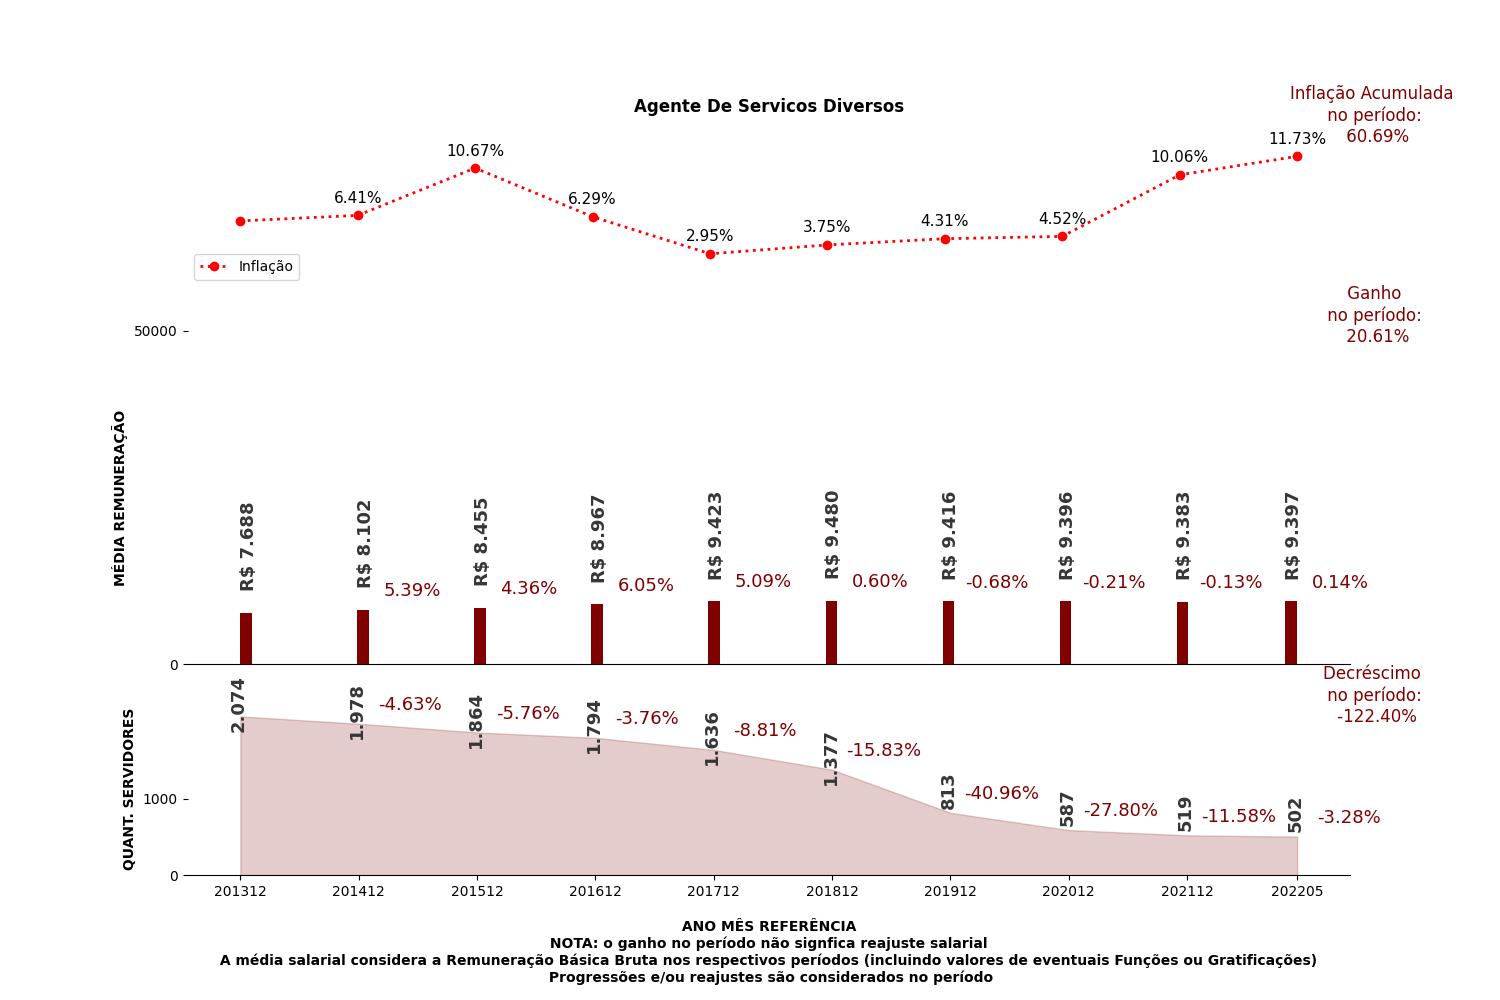 Agente De Servicos Diversos
Inflação Acumulada
no período:
60.69%
6.41%
10.67%
6.29%
2.95%
3.75%
4.31%
4.52%
10.06%
11.73%
Inflação
Ganho
no período:
20.61%
50000
0
MÉDIA REMUNERAÇÃO
R$ 7.688
R$ 8.102
R$ 8.455
R$ 8.967
R$ 9.423
R$ 9.480
R$ 9.416
R$ 9.396
R$ 9.383
R$ 9.397
5.39%
4.36%
6.05%
5.09%
0.60%
-0.68%
-0.21%
-0.13%
0.14%
Decréscimo
no período:
-122.40%
QUANT. SERVIDORES
1000
0
2.074
1.978
1.864
1.794
1.636
1.377
813
587
519
502
-4.63%
-5.76%
-3.76%
-8.81%
-15.83%
-40.96%
-27.80%
-11.58%
-3.28%
201312
201412
201512
201612
201712
201812
201912
202012
202112
202205
ANO MÊS REFERÊNCIA
NOTA: o ganho no período não signfica reajuste salarial
A média salarial considera a Remuneração Básica Bruta nos respectivos períodos (incluindo valores de eventuais Funções ou Gratificações)
Progressões e/ou reajustes são considerados no período